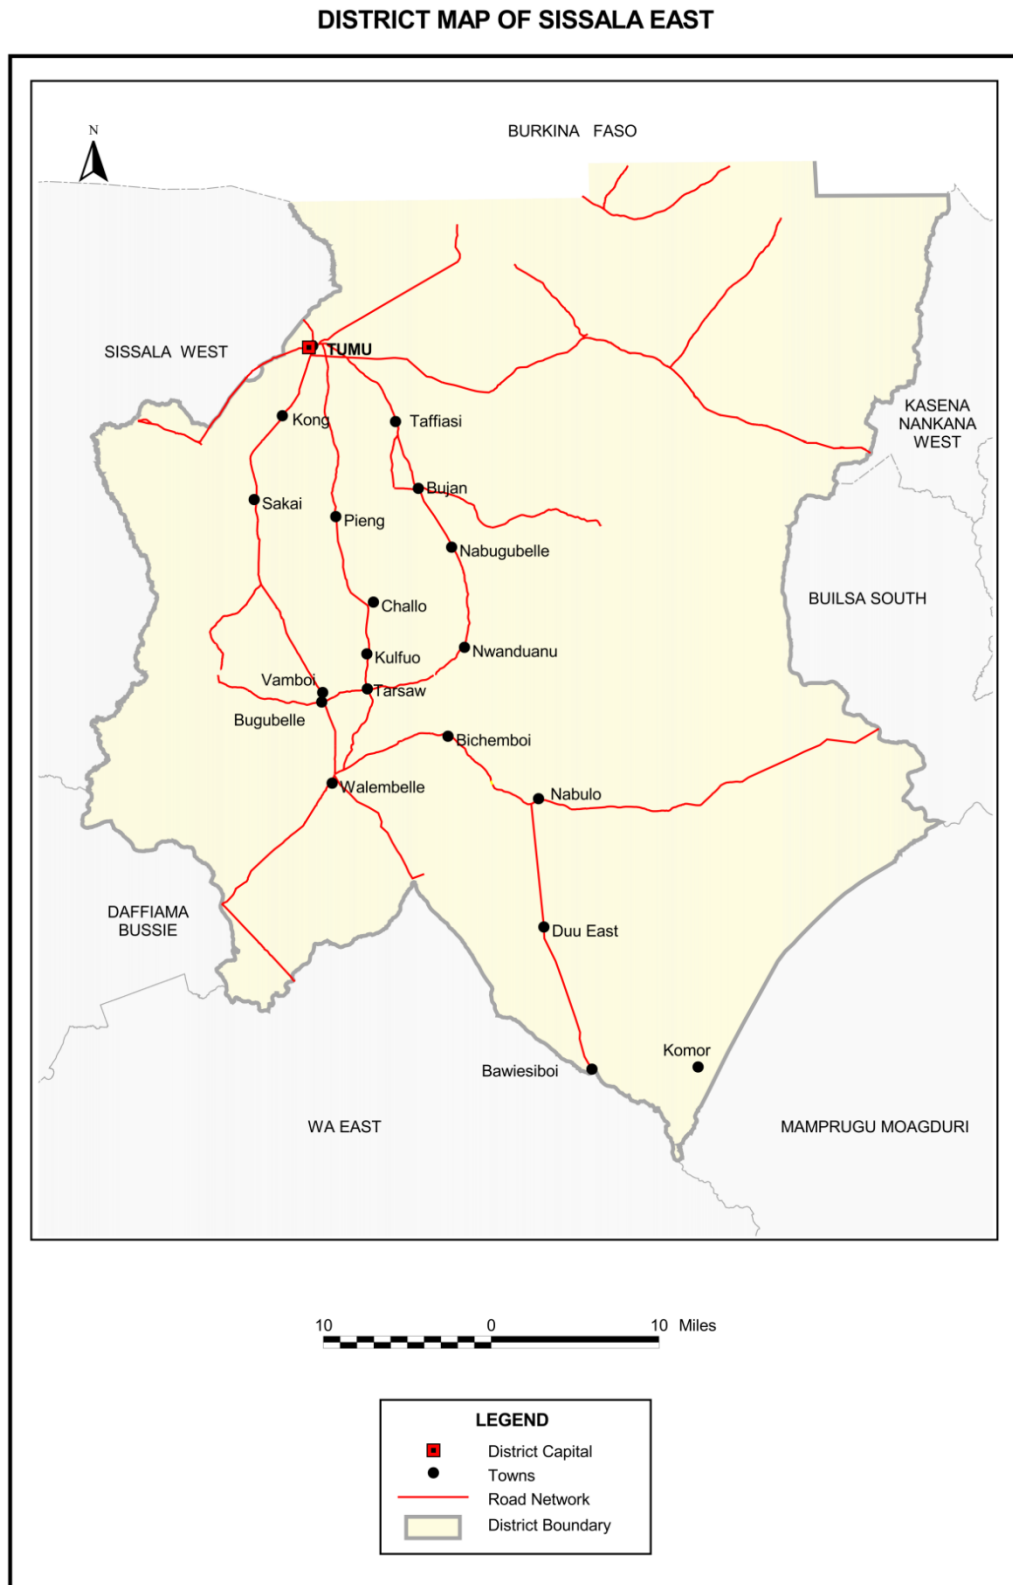 DISTRICT MAP OF SISSALA EAST
BURKINA FASO
N
SISSALA WEST
TUMU
KASENA
NANKANA
WEST
Kong
Taffiasi
Bujan
Sakai
Pieng
Nabugubelle
BUILSA SOUTH
Challo
Kulfuo
Nwanduanu
Vamboi
Tarsaw
Bugubelle
Bichemboi
Walembelle
Nabulo
DAFFIAMA
BUSSIE
Duu East
Komor
Bawiesiboi
WA EAST
MAMPRUGU MOAGDURI
10 0 10 Miles
LEGEND
District Capital
Towns
Road Network
District Boundary